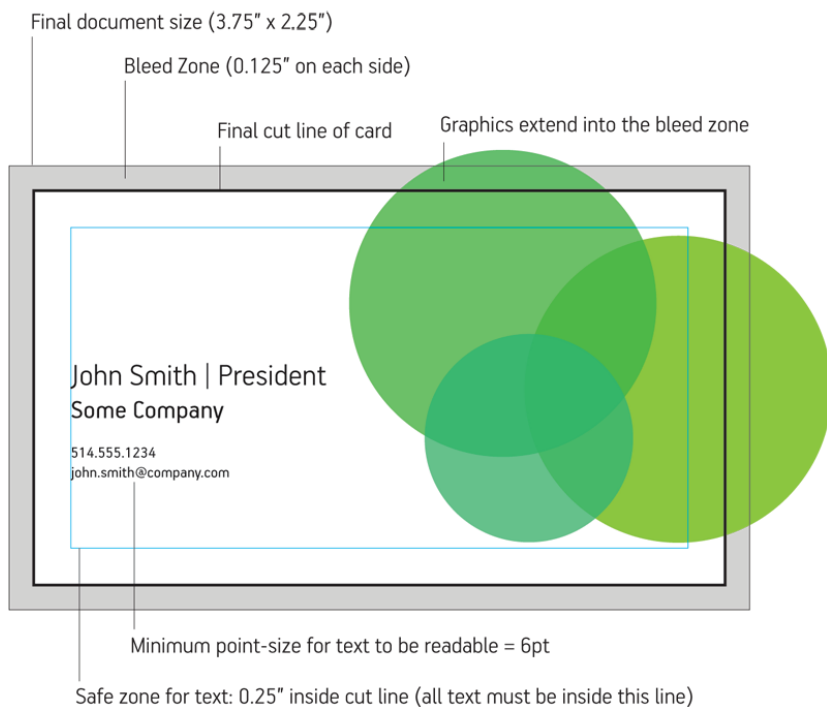 Final document size (3.75" x 2.25")
Bleed Zone (0.125" on each side)
Final cut line of card
Graphics extend into the bleed zone
John Smith | President
Some Company
514.555.1234
john.smith@company.com
Minimum point-size for text to be readable = 6pt
Safe zone for text: 0.25" inside cut line (all text must be inside this line)